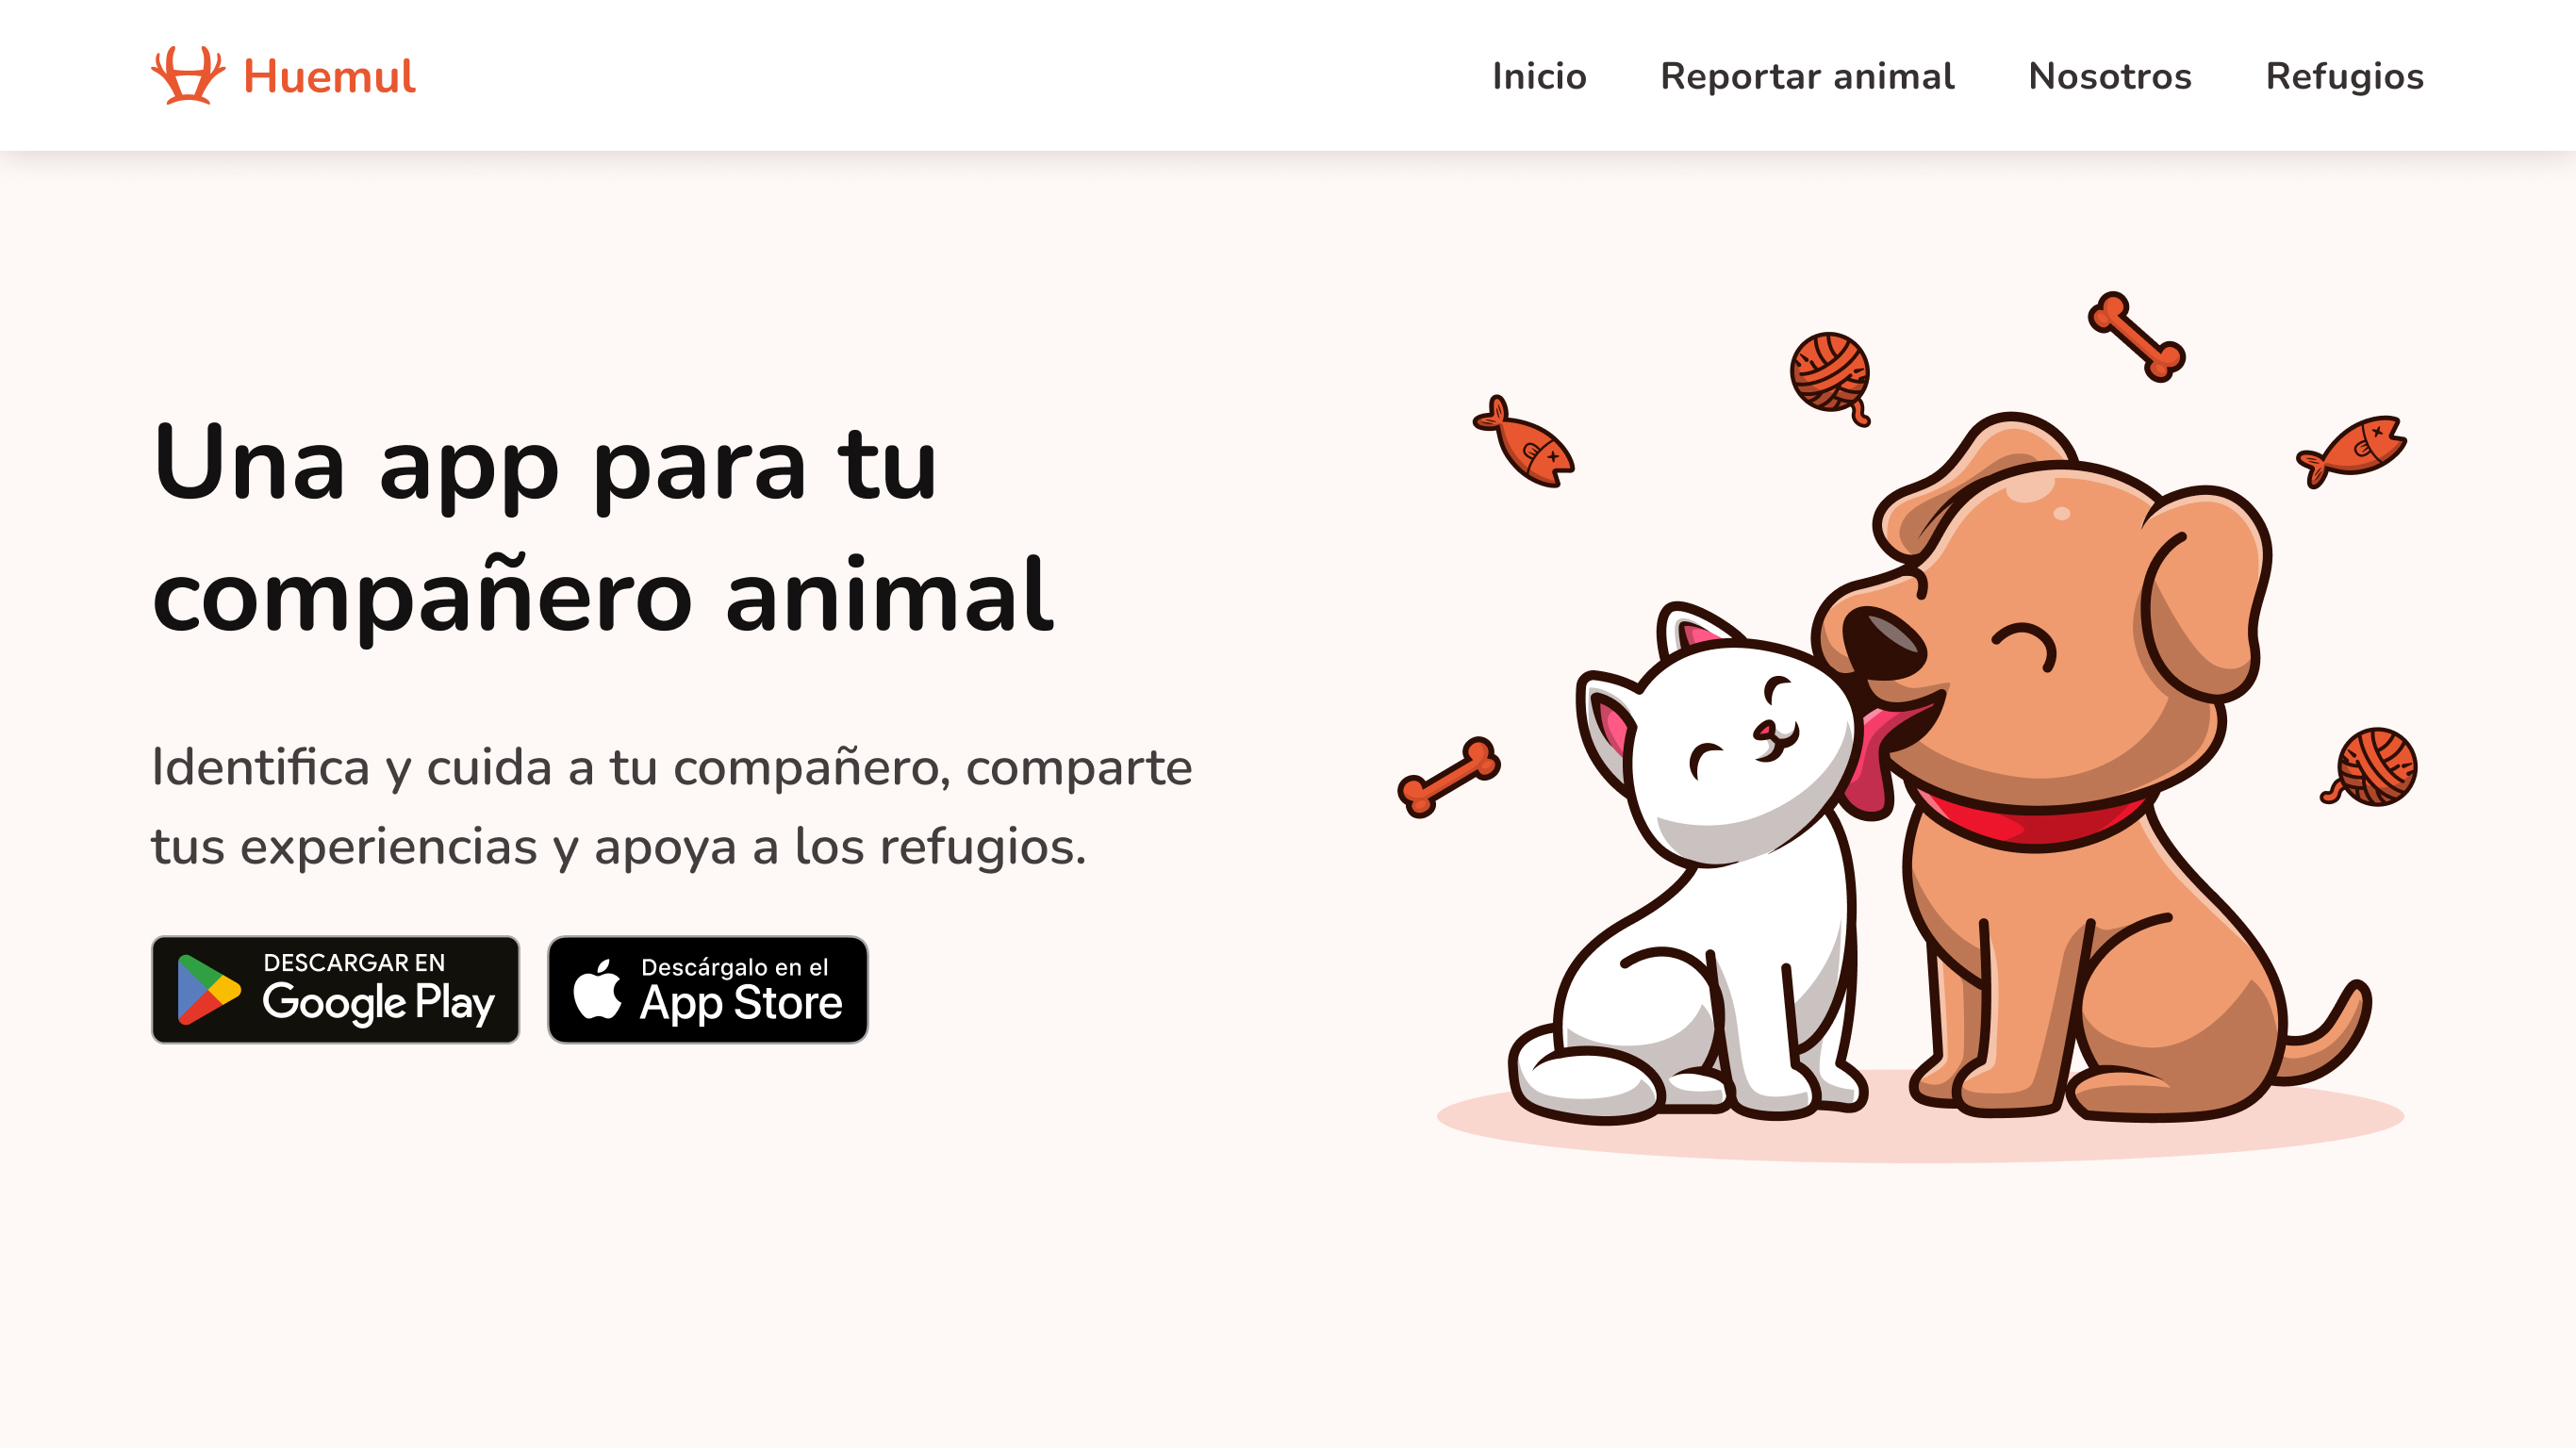 Huemul
Inicio
Reportar animal
Nosotros
Refugios
Una app para tu
compañero animal
Identifica y cuida a tu compañero, comparte
tus experiencias y apoya a los refugios.
DESCARGAR EN
Google Play
Descárgalo en el
App Store